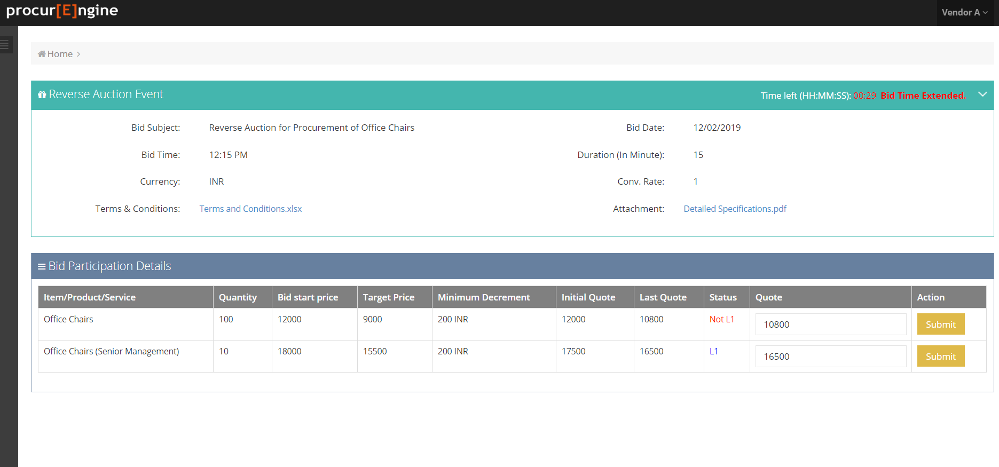 procur[E]ngine
Vendor A
Home
Reverse Auction Event
Time left (HH:MM:SS): 00:29 Bid Time Extended.
Bid Subject: Reverse Auction for Procurement of Office Chairs Bid Date: 12/02/2019
Bid Time: 12:15 PM Duration (In Minute): 15
Currency: INR Conv. Rate: 1
Terms & Conditions: Terms and Conditions.xlsx Attachment: Detailed Specifications.pdf
Bid Participation Details
Item/Product/Service Quantity Bid start price Target Price Minimum Decrement Initial Quote Last Quote Status Quote Action
Office Chairs 100 12000 9000 200 INR 12000 10800 Not L1 10800 Submit
Office Chairs (Senior Management) 10 18000 15500 200 INR 17500 16500 L1 16500 Submit